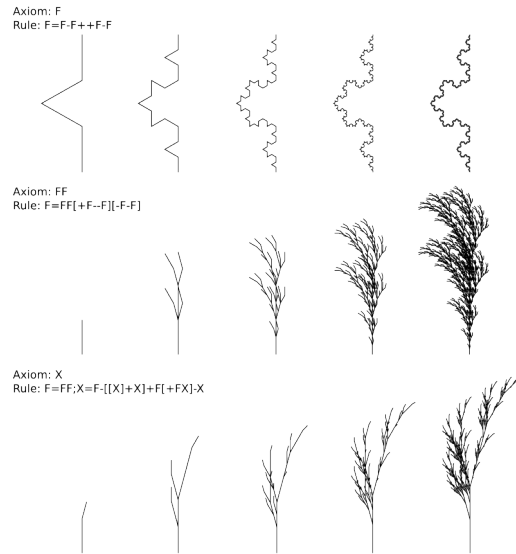 Axiom: F
Rule: F=F-F++F-F
Axiom: FF
Rule: F=FF[+F--F][-F-F]
Axiom: X
Rule: F=FF;X=F-[[X]+X]+F[+FX]-X